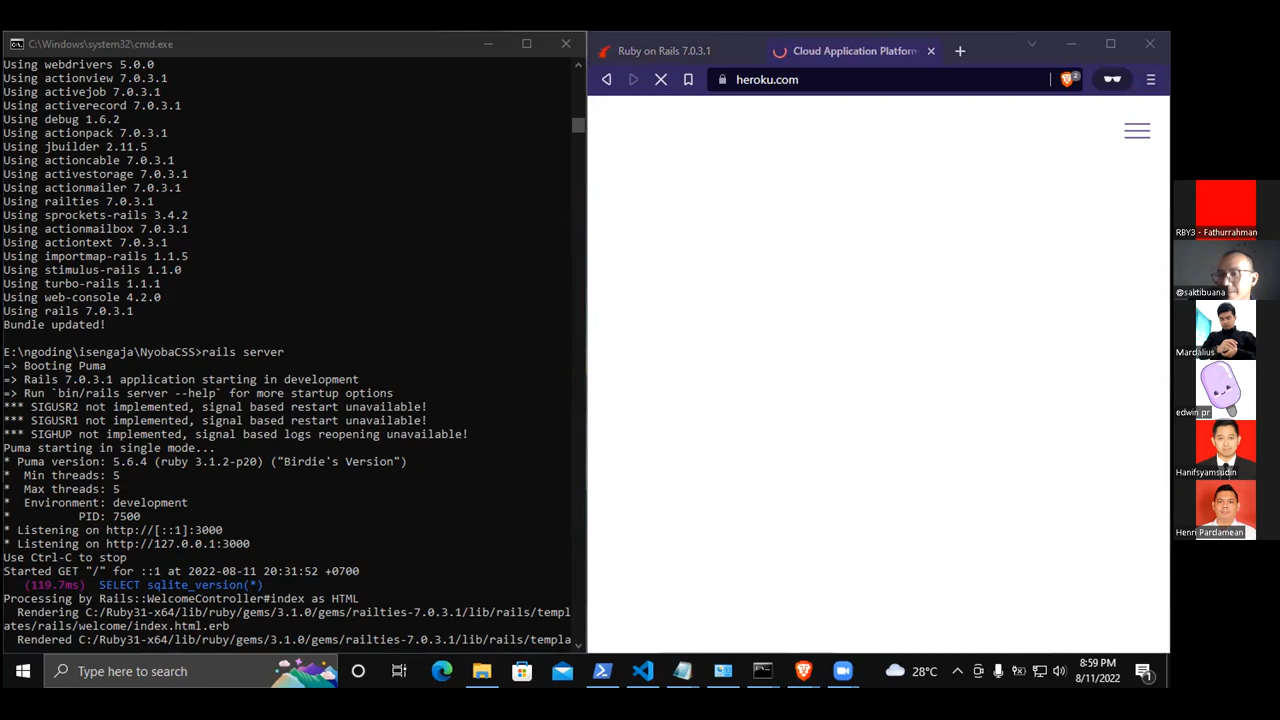 C:\Windows\system32\cmd.exe
Using webdrivers 5.0.0
Using actionview 7.0.3.1
Using activejob 7.0.3.1
Using activerecord 7.0.3.1
Using debug 1.6.2
Using actionpack 7.0.3.1
Using jbuilder 2.11.5
Using actioncable 7.0.3.1
Using activestorage 7.0.3.1
Using actionmailer 7.0.3.1
Using railties 7.0.3.1
Using sprockets-rails 3.4.2
Using actionmailbox 7.0.3.1
Using actiontext 7.0.3.1
Using importmap-rails 1.1.5
Using stimulus-rails 1.1.0
Using turbo-rails 1.1.1
Using web-console 4.2.0
Using rails 7.0.3.1
Bundle updated!
E:\ngoding\isengaja\NyobaCSS>rails server
=> Booting Puma
=> Rails 7.0.3.1 application starting in development
=> Run `bin/rails server --help` for more startup options
*** SIGUSR2 not implemented, signal based restart unavailable!
*** SIGUSR1 not implemented, signal based restart unavailable!
*** SIGHUP not implemented, signal based logs reopening unavailable!
Puma starting in single mode...
* Puma version: 5.6.4 (ruby 3.1.2-p20) ("Birdie's Version")
*  Min threads: 5
*  Max threads: 5
*  Environment: development
*          PID: 7500
* Listening on http://[::1]:3000
* Listening on http://127.0.0.1:3000
Use Ctrl-C to stop
Started GET "/" for ::1 at 2022-08-11 20:31:52 +0700
(119.7ms)  SELECT sqlite_version(*)
Processing by Rails::WelcomeController#index as HTML
Rendering C:/Ruby31-x64/lib/ruby/gems/3.1.0/gems/railties-7.0.3.1/lib/rails/templ
ates/rails/welcome/index.html.erb
Rendered C:/Ruby31-x64/lib/ruby/gems/3.1.0/gems/railties-7.0.3.1/lib/rails/templa
Ruby on Rails 7.0.3.1
Cloud Application Platform
heroku.com
2
RBY3 - Fathurrahman
@saktibuana
Mardalius
edwin pr
Hanifsyamsudin
Henri Pardamean
Type here to search
28°C
8:59 PM
8/11/2022
1